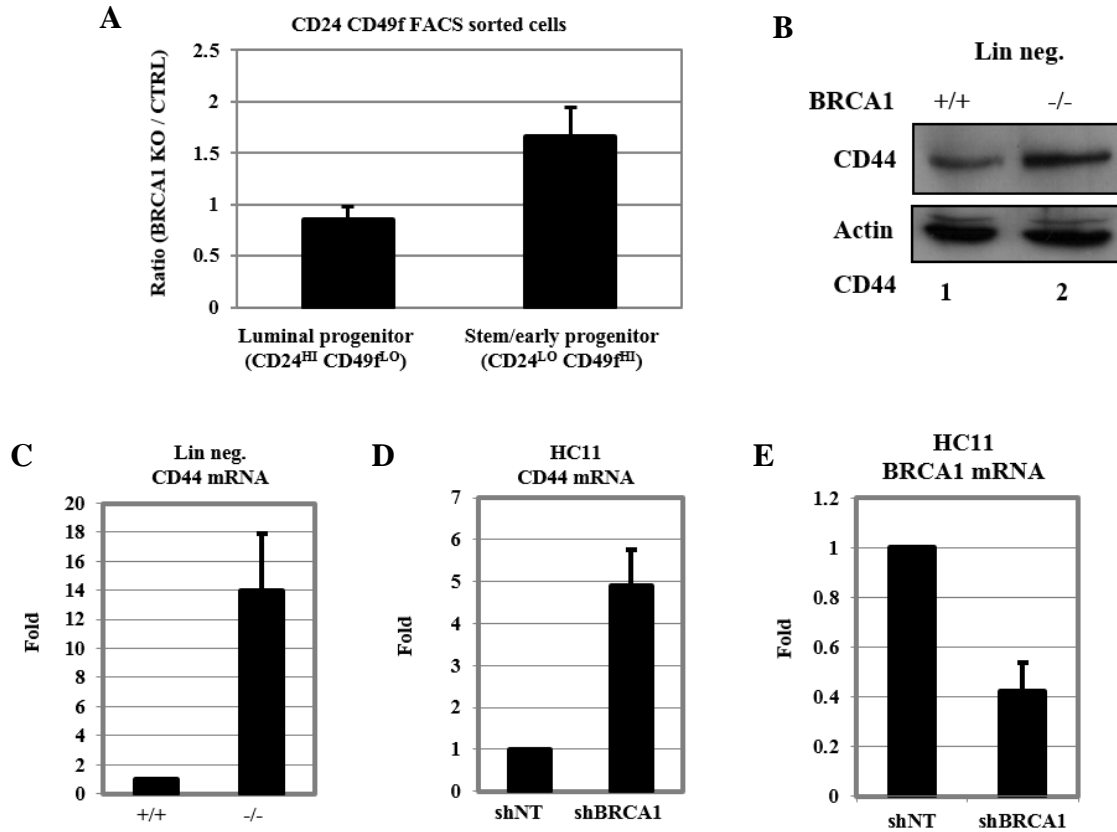 A
CD24 CD49f FACS sorted cells
Ratio (BRCA1 KO / CTRL)
2.5
2
1.5
1
0.5
0
Luminal progenitor
(CD24HI CD49fLO)
Stem/early progenitor
(CD24LO CD49fHI)
B
Lin neg.
BRCA1 +/+ -/-
CD44
Actin
CD44 1 2
C
Lin neg.
CD44 mRNA
Fold
20
18
16
14
12
10
8
6
4
2
0
+/+ -/-
D
HC11
CD44 mRNA
Fold
7
6
5
4
3
2
1
0
shNT shBRCA1
E
HC11
BRCA1 mRNA
Fold
1.2
1
0.8
0.6
0.4
0.2
0
shNT shBRCA1